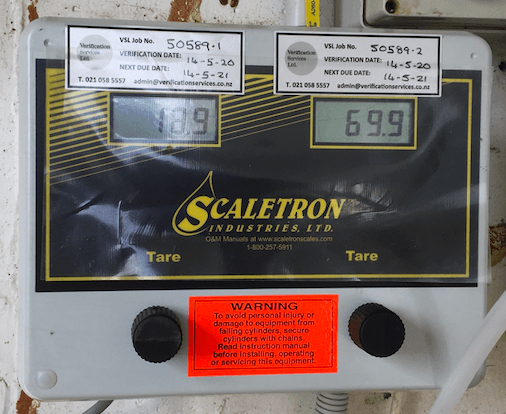 Verification
Services
Ltd.
VSL Job No. 50589.1
VERIFICATION DATE: 14-5-20
NEXT DUE DATE: 14-5-21
T. 021 058 5557 admin@verificationservices.co.nz
Verification
Services
Ltd.
VSL Job No. 50589.2
VERIFICATION DATE: 14-5-20
NEXT DUE DATE: 14-5-21
T. 021 058 5557 admin@verificationservices.co.nz
69.9
SCALETRON
INDUSTRIES, LTD.
O&M Manuals at www.scaletronscales.com
1-800-257-5911
Tare
Tare
WARNING
To avoid personal injury or
damage to equipment from
falling cylinders, secure
cylinders with chains.
Read instruction manual
before installing, operating
or servicing this equipment.